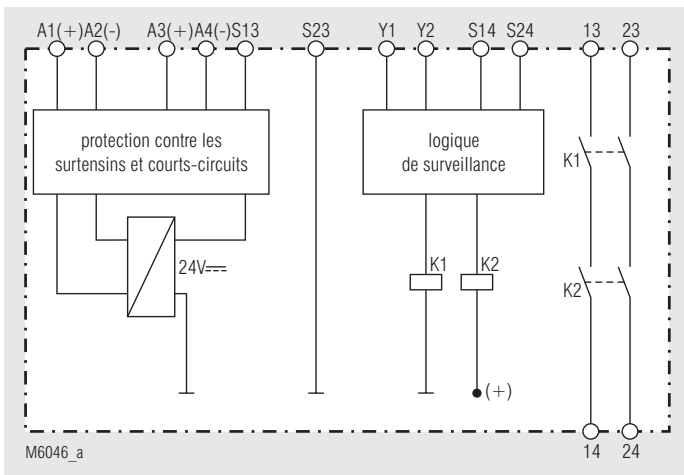 A1(+)A2(-) A3(+)A4(-)S13 S23 Y1 Y2 S14 S24 13 23
protection contre les
surtensins et courts-circuits
logique
de surveillance
K1
24V
K1 K2
K2
(+)
M6046_a
14 24